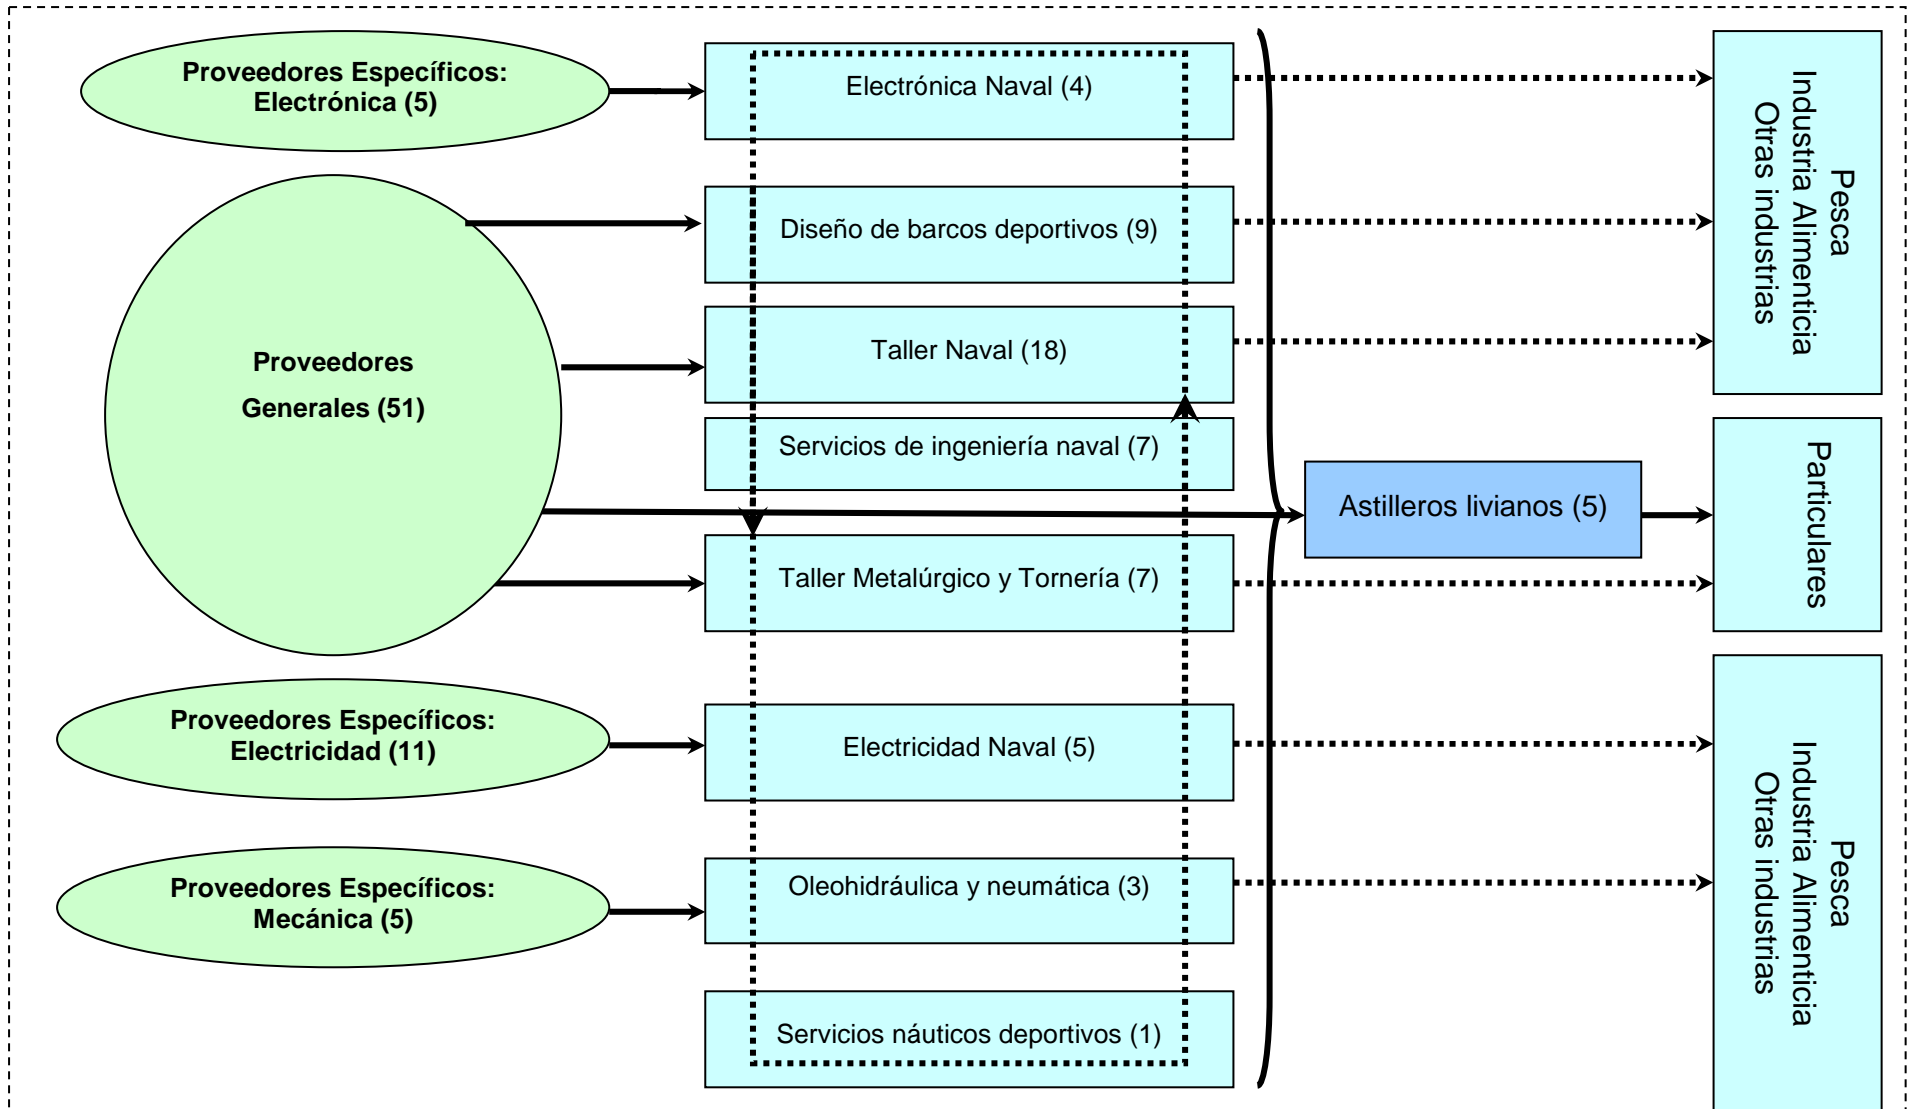 Proveedores Específicos:
Electrónica (5)
Electrónica Naval (4)
Pesca
Industria Alimenticia
Otras industrias
Diseño de barcos deportivos (9)
Proveedores
Generales (51)
Taller Naval (18)
Servicios de ingeniería naval (7)
Astilleros livianos (5)
Particulares
Taller Metalúrgico y Tornería (7)
Proveedores Específicos:
Electricidad (11)
Electricidad Naval (5)
Pesca
Industria Alimenticia
Otras industrias
Proveedores Específicos:
Mecánica (5)
Oleohidráulica y neumática (3)
Servicios náuticos deportivos (1)